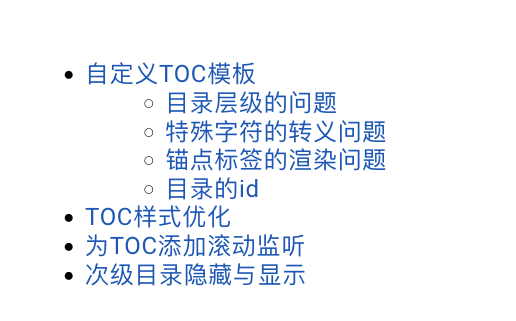 自定义TOC模板
目录层级的问题
特殊字符的转义问题
锚点标签的渲染问题
目录的id
TOC样式优化
为TOC添加滚动监听
次级目录隐藏与显示